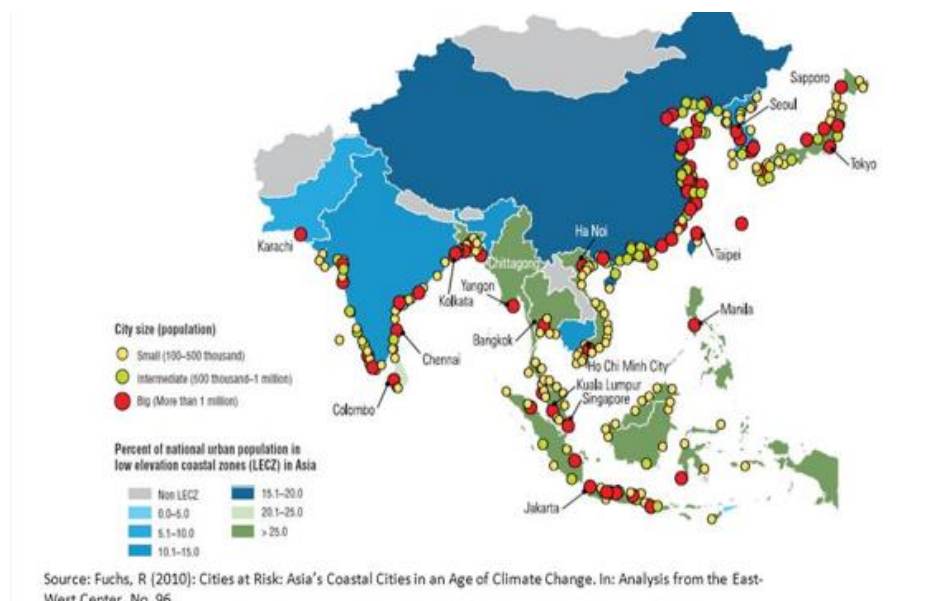 Sapporo
Seoul
Tokyo
Ha Noi
Karachi
Taipei
Chittagong
Kolkata
Yangon
Manila
Bangkok
City size (population)
Small (100–500 thousand)
Intermediate (500 thousand–1 million)
Big (More than 1 million)
Chennai
Ho Chi Minh City
Kuala Lumpur
Singapore
Colombo
Percent of national urban population in
low elevation coastal zones (LECZ) in Asia
Non LECZ
0.0–5.0
5.1–10.0
10.1–15.0
15.1–20.0
20.1–25.0
> 25.0
Jakarta
Source: Fuchs, R (2010): Cities at Risk: Asia's Coastal Cities in an Age of Climate Change. In: Analysis from the East-
West Center, No. 96